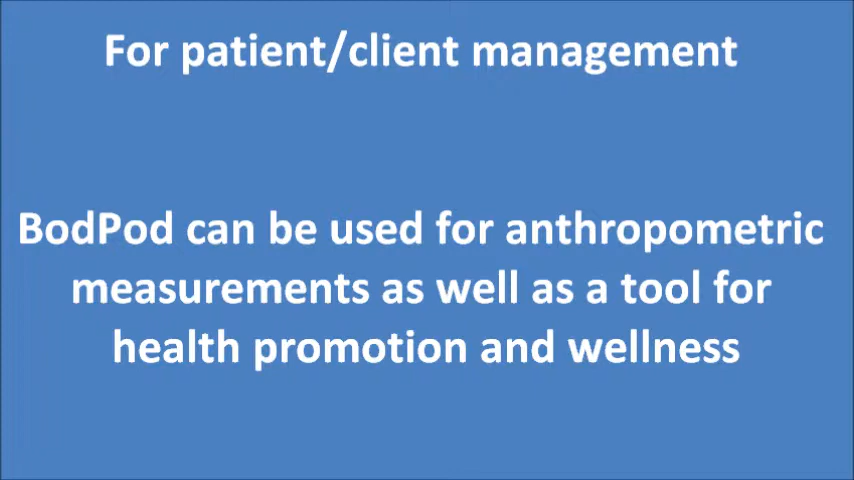 For patient/client management
BodPod can be used for anthropometric
measurements as well as a tool for
health promotion and wellness